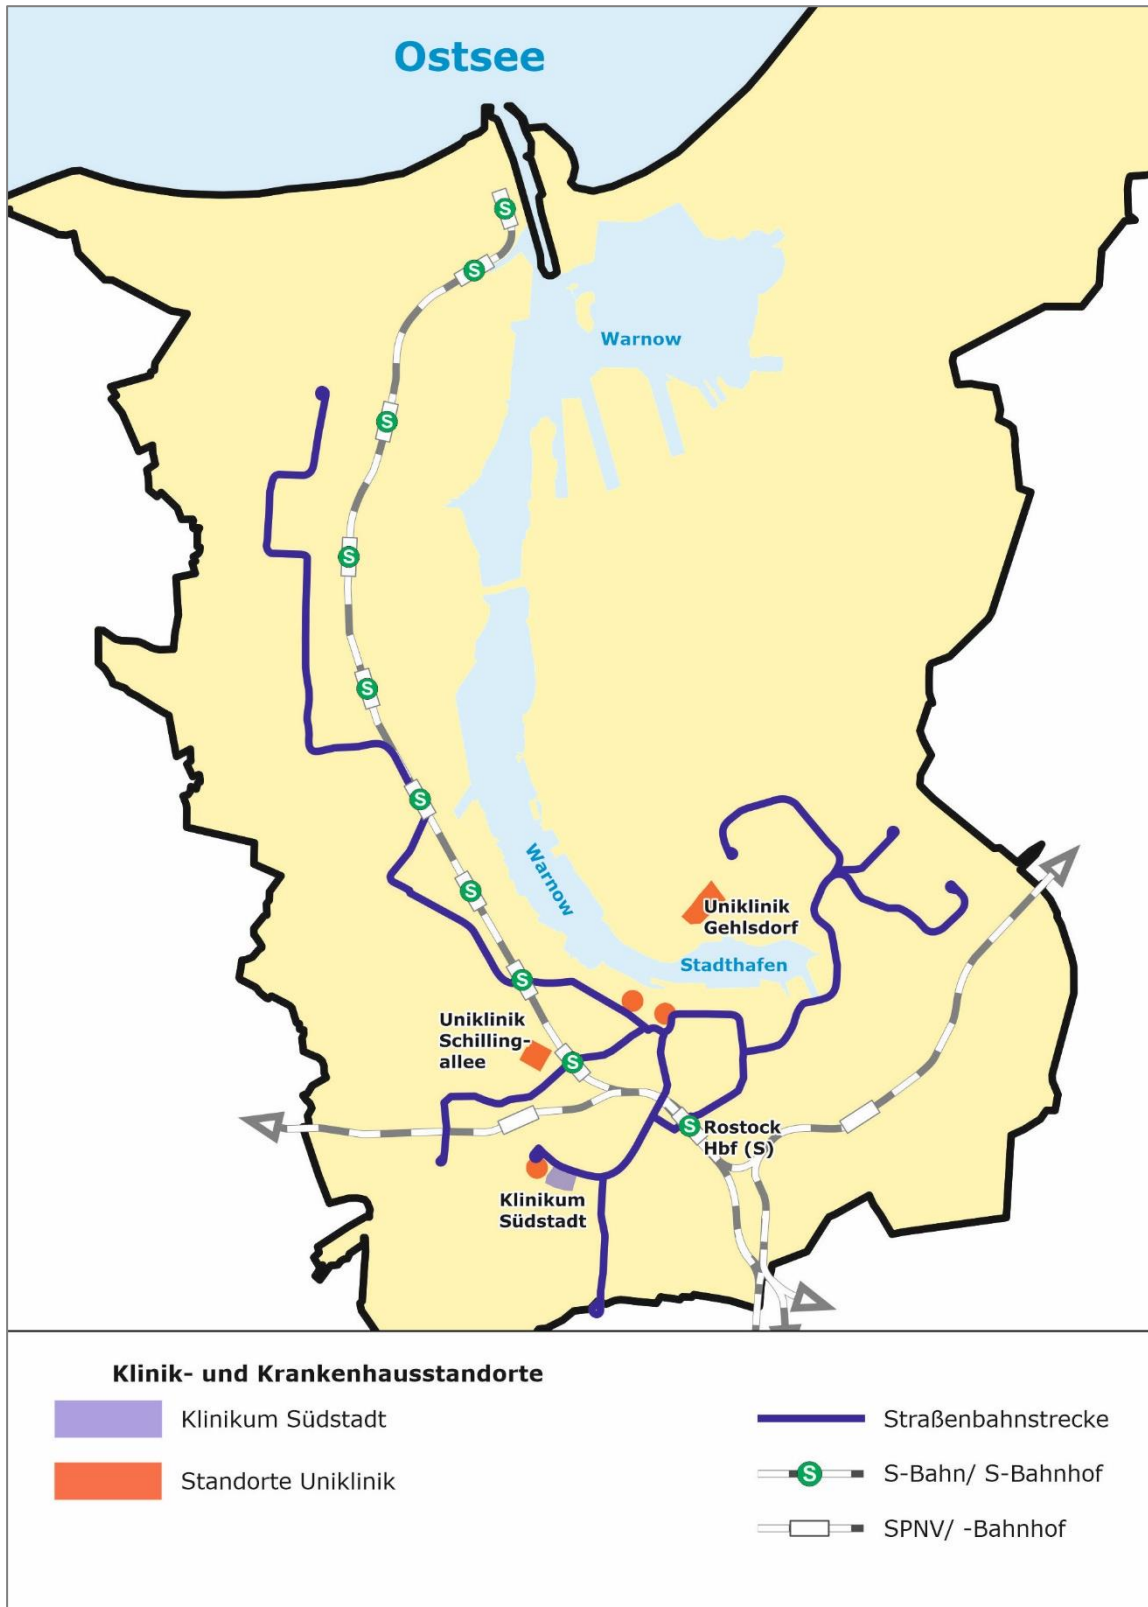 Ostsee
S
S
Warnow
S
S
S
S
Warnow
S
Uniklinik
Gehlsdorf
Stadthafen
S
Uniklinik
Schilling-
allee
S
S
Rostock
Hbf (S)
Klinikum
Südstadt
Klinik- und Krankenhausstandorte
Klinikum Südstadt
Standorte Uniklinik
Straßenbahnstrecke
S
S-Bahn/ S-Bahnhof
SPNV/ -Bahnhof